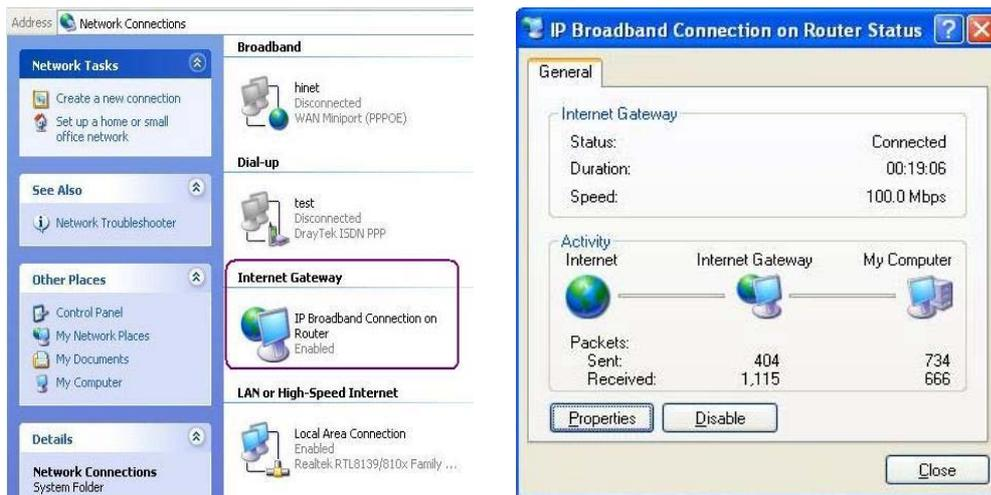 Address Network Connections
Network Tasks
Create a new connection
Set up a home or small
office network
See Also
Network Troubleshooter
Other Places
Control Panel
My Network Places
My Documents
My Computer
Details
Network Connections
System Folder
Broadband
hinet
Disconnected
WAN Miniport (PPPOE)
Dial-up
test
Disconnected
DrayTek ISDN PPP
Internet Gateway
IP Broadband Connection on
Router
Enabled
LAN or High-Speed Internet
Local Area Connection
Enabled
Realtek RTL8139/810x Family ...
IP Broadband Connection on Router Status
General
Internet Gateway
Status: Connected
Duration: 00:19:06
Speed: 100.0 Mbps
Activity
Internet Internet Gateway My Computer
Packets:
Sent: 404 734
Received: 1,115 666
Properties Disable
Close